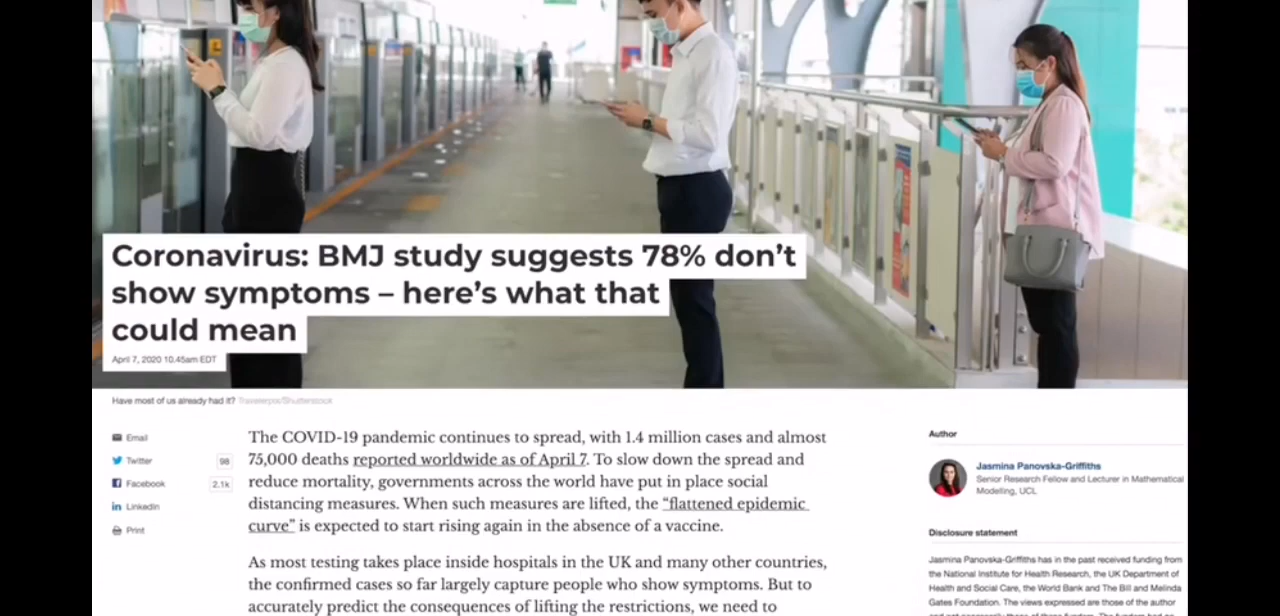 Coronavirus: BMJ study suggests 78% don't
show symptoms – here's what that
could mean
April 7, 2020 10.45am EDT
Have most of us already had it? Travelerpix/Shutterstock
Email
Twitter 98
Facebook 2.1k
LinkedIn
Print
The COVID-19 pandemic continues to spread, with 1.4 million cases and almost
75,000 deaths reported worldwide as of April 7. To slow down the spread and
reduce mortality, governments across the world have put in place social
distancing measures. When such measures are lifted, the “flattened epidemic
curve” is expected to start rising again in the absence of a vaccine.
As most testing takes place inside hospitals in the UK and many other countries,
the confirmed cases so far largely capture people who show symptoms. But to
accurately predict the consequences of lifting the restrictions, we need to
Author
Jasmina Panovska-Griffiths
Senior Research Fellow and Lecturer in Mathematical
Modelling, UCL
Disclosure statement
Jasmina Panovska-Griffiths has in the past received funding from
the National Institute for Health Research, the UK Department of
Health and Social Care, the World Bank and The Bill and Melinda
Gates Foundation. The views expressed are those of the author